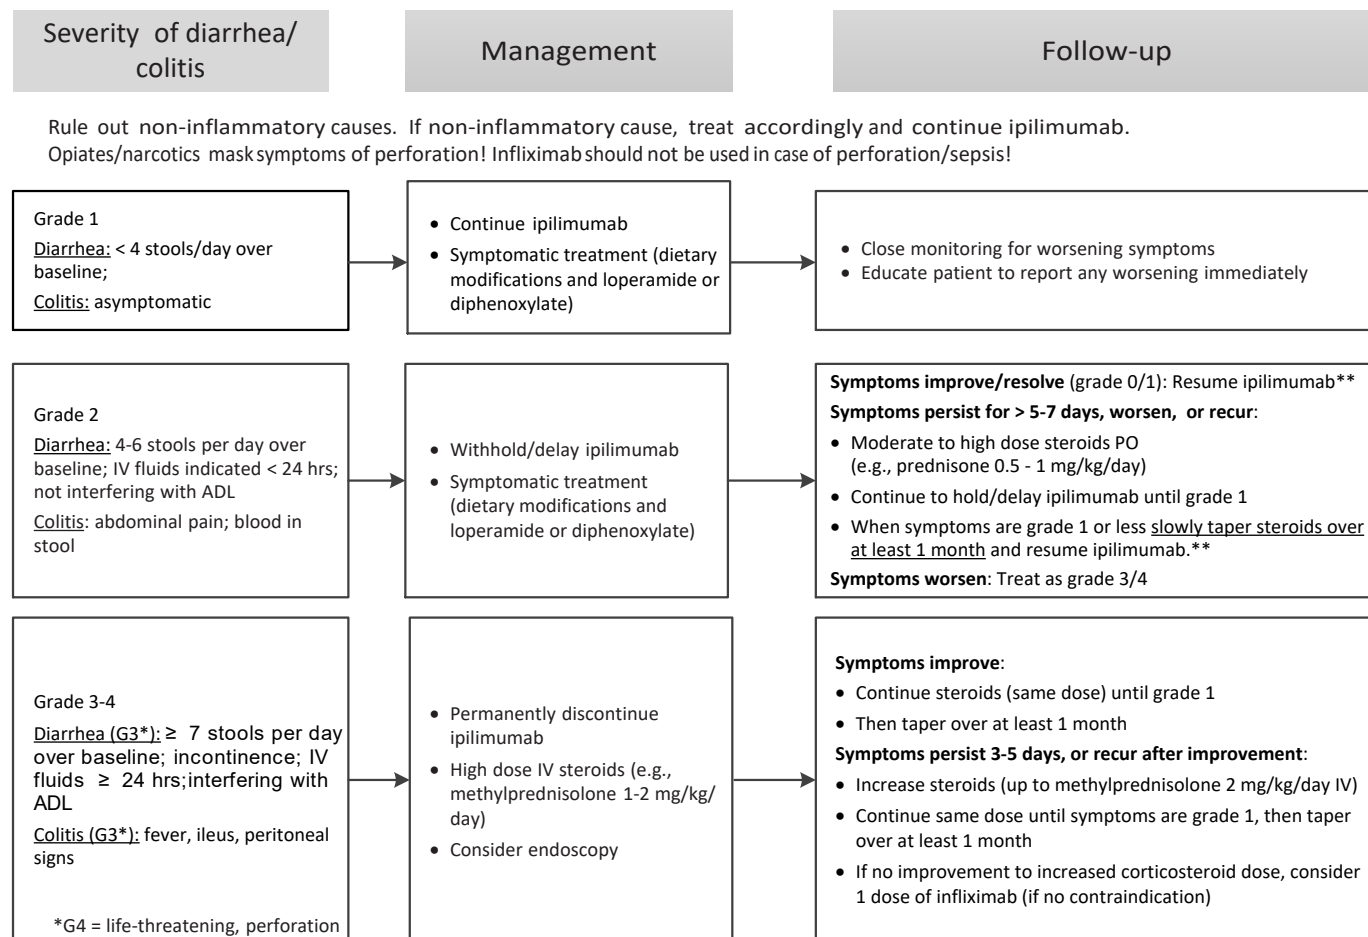 Severity of diarrhea/
colitis
Management
Follow-up
Rule out non-inflammatory causes. If non-inflammatory cause, treat accordingly and continue ipilimumab.
Opiates/narcotics mask symptoms of perforation! Infliximab should not be used in case of perforation/sepsis!
Grade 1
Diarrhea: < 4 stools/day over
baseline;
Colitis: asymptomatic
• Continue ipilimumab
• Symptomatic treatment (dietary
modifications and loperamide or
diphenoxylate)
• Close monitoring for worsening symptoms
• Educate patient to report any worsening immediately
Grade 2
Diarrhea: 4-6 stools per day over
baseline; IV fluids indicated < 24 hrs;
not interfering with ADL
Colitis: abdominal pain; blood in
stool
• Withhold/delay ipilimumab
• Symptomatic treatment
(dietary modifications and
loperamide or diphenoxylate)
Symptoms improve/resolve (grade 0/1): Resume ipilimumab**
Symptoms persist for > 5-7 days, worsen, or recur:
• Moderate to high dose steroids PO
(e.g., prednisone 0.5 - 1 mg/kg/day)
• Continue to hold/delay ipilimumab until grade 1
• When symptoms are grade 1 or less slowly taper steroids over
at least 1 month and resume ipilimumab.**
Symptoms worsen: Treat as grade 3/4
Grade 3-4
Diarrhea (G3*): ≥ 7 stools per day
over baseline; incontinence; IV
fluids ≥ 24 hrs;interfering with
ADL
Colitis (G3*): fever, ileus, peritoneal
signs
*G4 = life-threatening, perforation
• Permanently discontinue
ipilimumab
• High dose IV steroids (e.g.,
methylprednisolone 1-2 mg/kg/
day)
• Consider endoscopy
Symptoms improve:
• Continue steroids (same dose) until grade 1
• Then taper over at least 1 month
Symptoms persist 3-5 days, or recur after improvement:
• Increase steroids (up to methylprednisolone 2 mg/kg/day IV)
• Continue same dose until symptoms are grade 1, then taper
over at least 1 month
• If no improvement to increased corticosteroid dose, consider
1 dose of infliximab (if no contraindication)